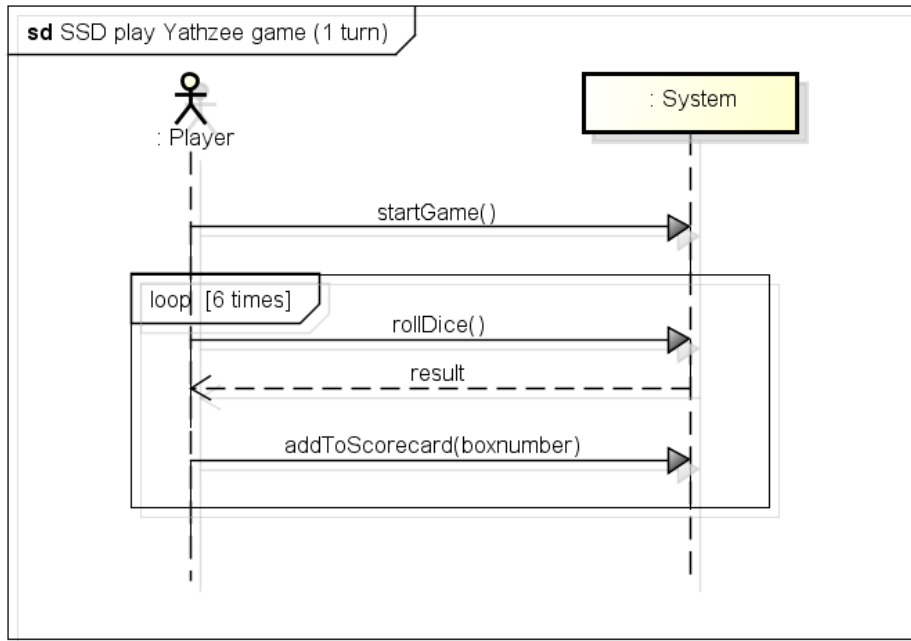 sd SSD play Yathzee game (1 turn)
: Player
: System
startGame()
loop [6 times]
rollDice()
result
addToScorecard(boxnumber)